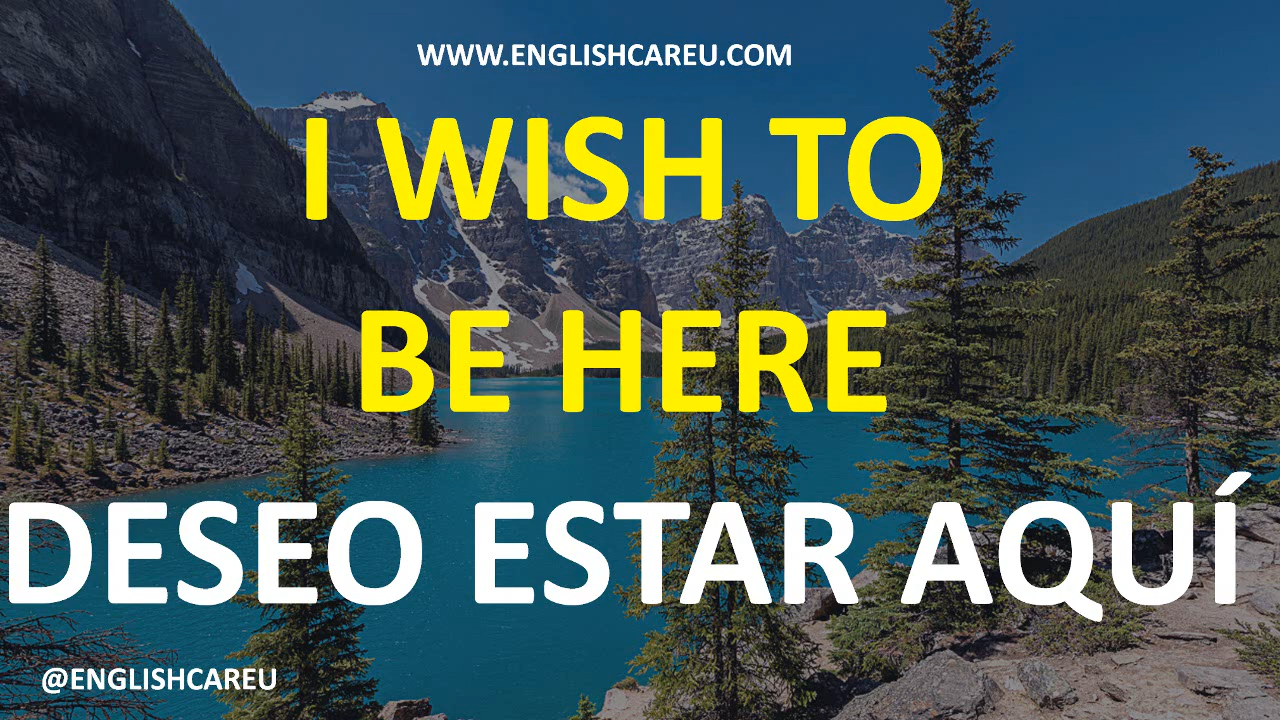 WWW.ENGLISHCAREU.COM
I WISH TO
BE HERE
DESEO ESTAR AQUÍ
@ENGLISHCAREU